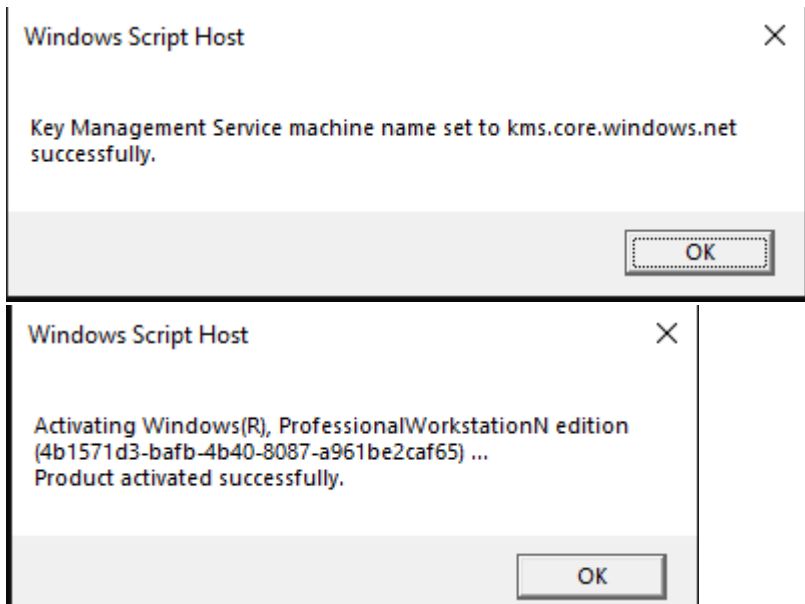 Windows Script Host
Key Management Service machine name set to kms.core.windows.net
successfully.
OK
Windows Script Host
Activating Windows(R), ProfessionalWorkstationN edition
(4b1571d3-bafb-4b40-8087-a961be2caf65) ...
Product activated successfully.
OK